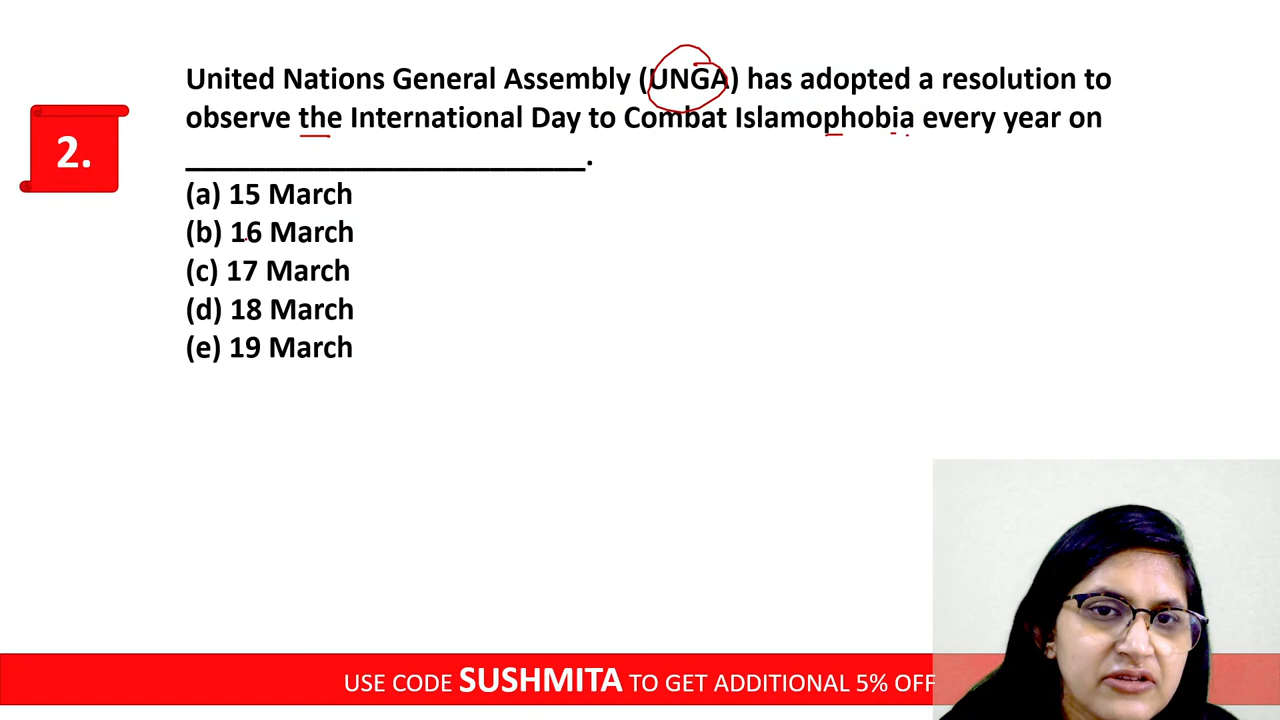 United Nations General Assembly (UNGA) has adopted a resolution to
observe the International Day to Combat Islamophobia every year on
2.
__________________________.
(a) 15 March
(b) 16 March
(c) 17 March
(d) 18 March
(e) 19 March
USE CODE SUSHMITA TO GET ADDITIONAL 5% OFF